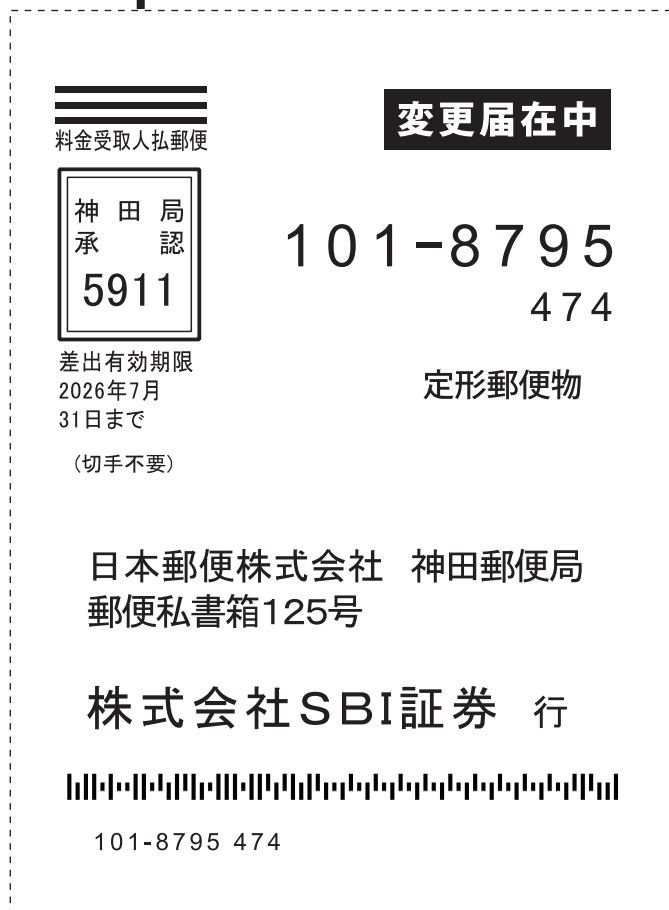 料金受取人払郵便
変更届在中
神田局
承認
5911
101-8795
474
差出有効期限
2026年7月
31日まで
（切手不要）
定形郵便物
日本郵便株式会社 神田郵便局
郵便私書箱125号
株式会社SBI証券 行
101-8795 474